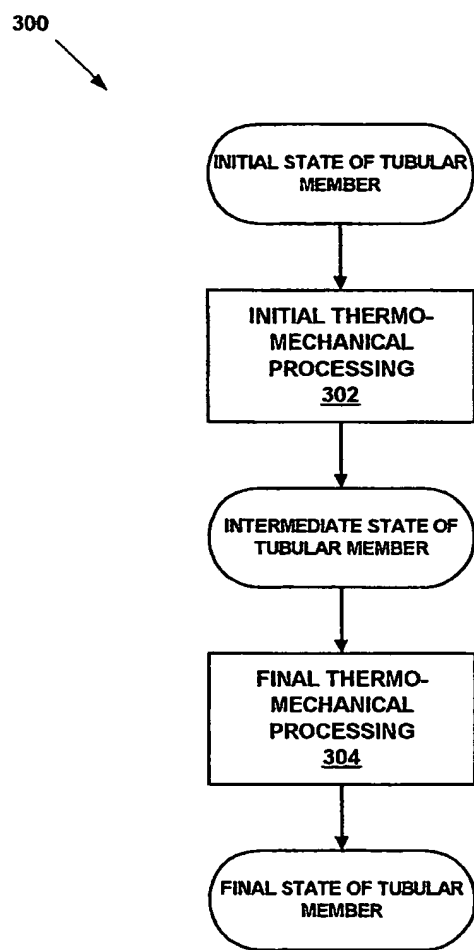 300
INITIAL STATE OF TUBULAR
MEMBER
INITIAL THERMO-
MECHANICAL
PROCESSING
302
INTERMEDIATE STATE OF
TUBULAR MEMBER
FINAL THERMO-
MECHANICAL
PROCESSING
304
FINAL STATE OF TUBULAR
MEMBER